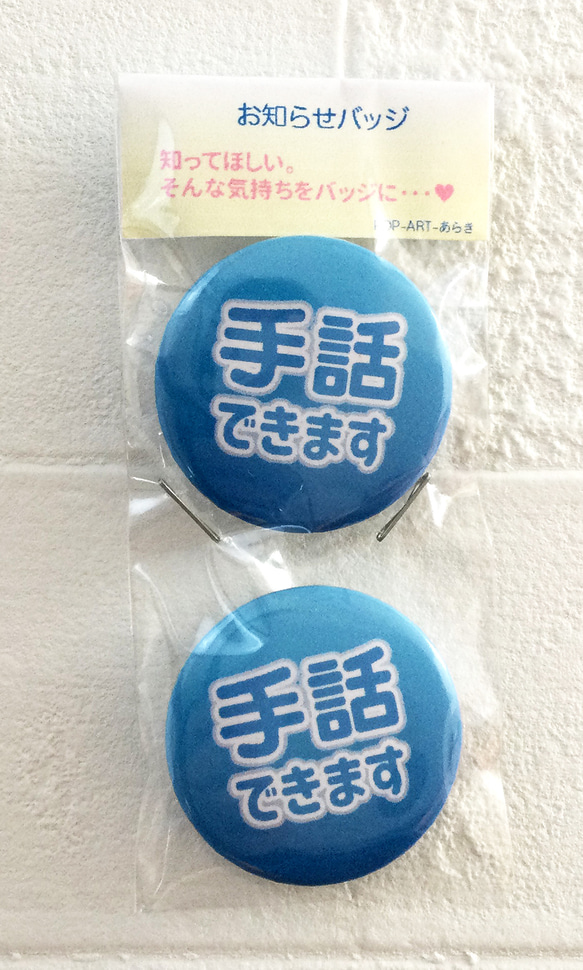 お知らせバッジ
知ってほしい。
そんな気持ちをバッジに・・・♥
POP-ART-あらき
手話
できます
手話
できます